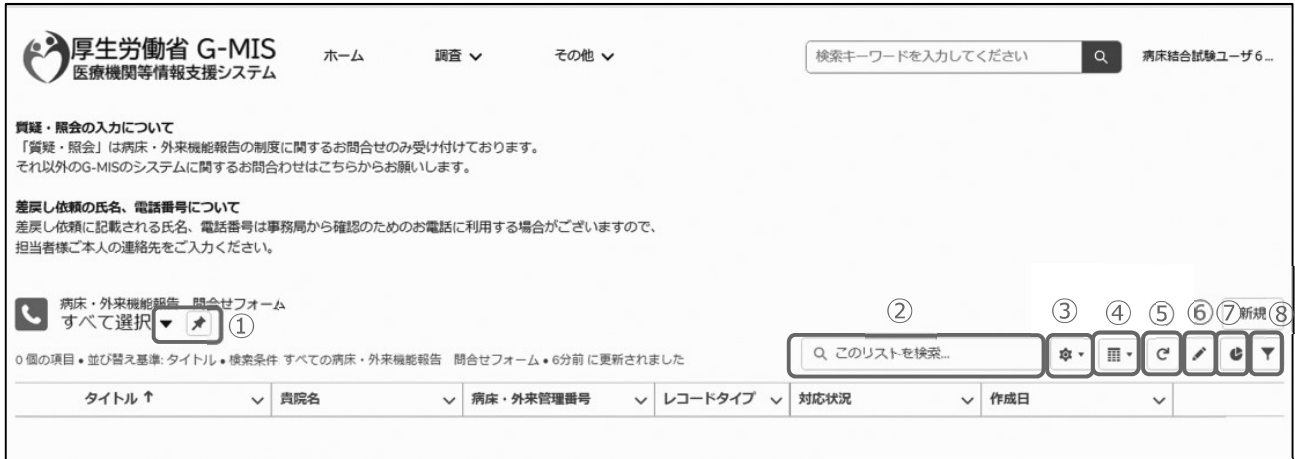 厚生労働省 G-MIS
医療機関等情報支援システム
ホーム 調査 その他 検索キーワードを入力してください 病床結合試験ユーザ6...
質疑・照会の入力について
「質疑・照会」は病床・外来機能報告の制度に関するお問合せのみ受け付けております。
それ以外のG-MISのシステムに関するお問合わせはこちらからお願いします。
差戻し依頼の氏名、電話番号について
差戻し依頼に記載される氏名、電話番号は事務局から確認のためのお電話に利用する場合がございますので、
担当者様ご本人の連絡先をご入力ください。
病床・外来機能報告 問合せフォーム
すべて選択 ▼ ①
② ③ ④ ⑤ ⑥ ⑦ 新規 ⑧
0 個の項目 • 並び替え基準: タイトル • 検索条件 すべての病床・外来機能報告 問合せフォーム • 6分前 に更新されました
このリストを検索...
タイトル ↑ 貴院名 病床・外来管理番号 レコードタイプ 対応状況 作成日